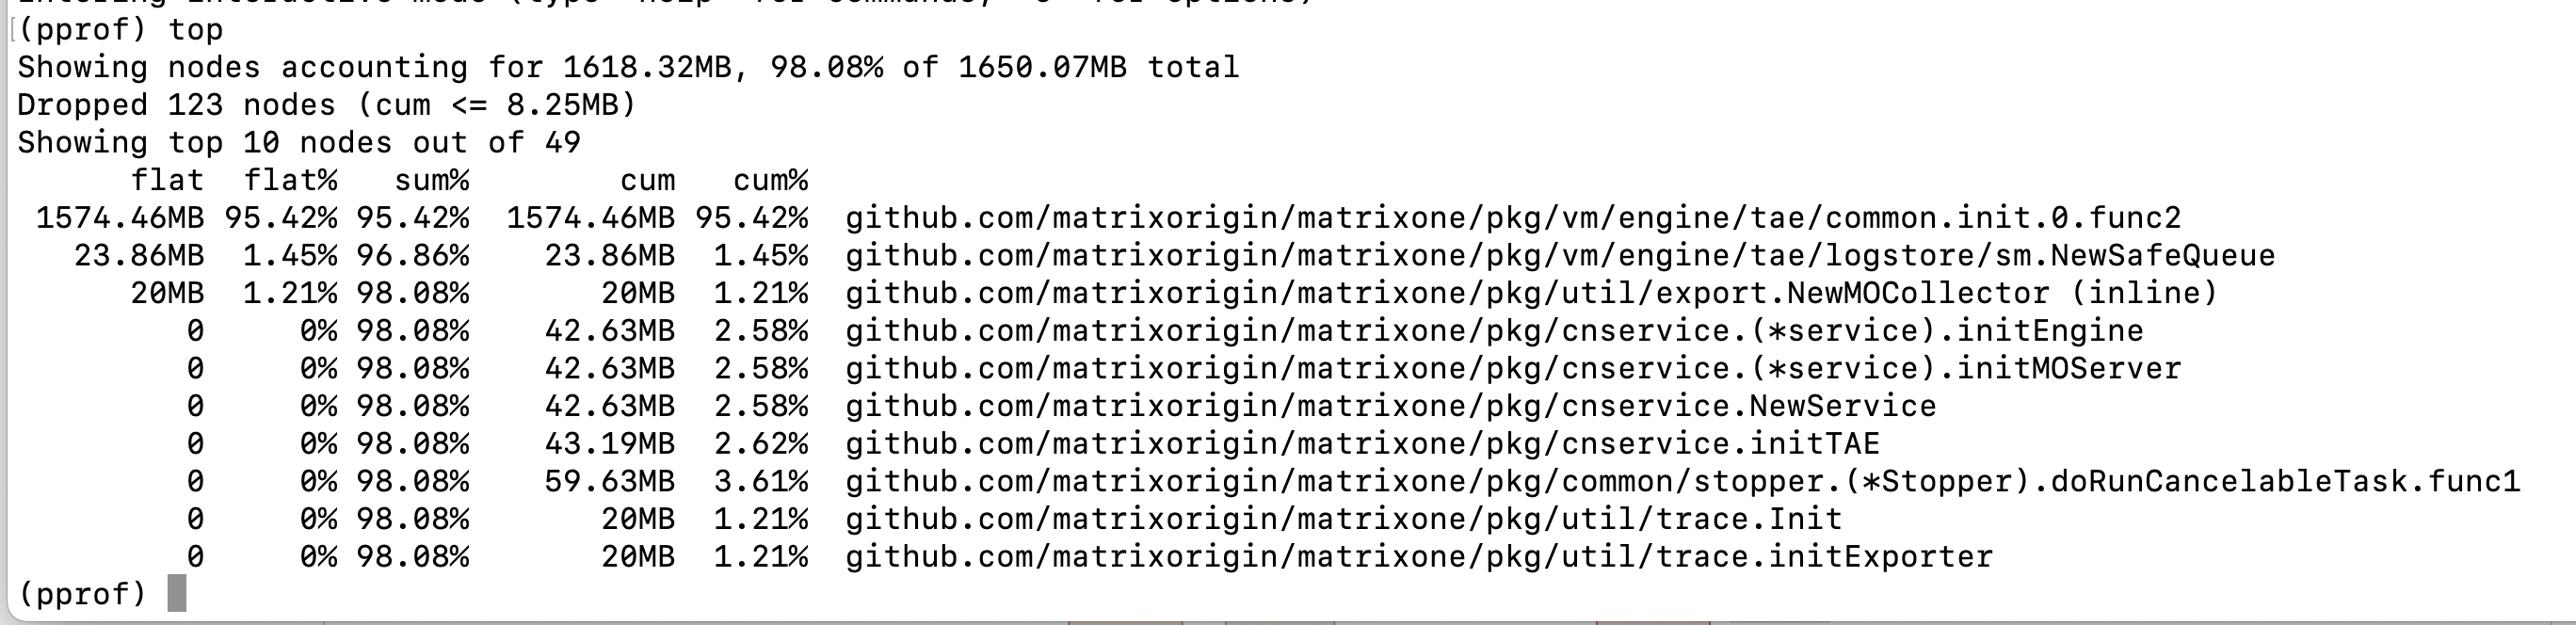 (pprof) top
Showing nodes accounting for 1618.32MB, 98.08% of 1650.07MB total
Dropped 123 nodes (cum <= 8.25MB)
Showing top 10 nodes out of 49
      flat  flat%   sum%        cum   cum%
 1574.46MB 95.42% 95.42%  1574.46MB 95.42%  github.com/matrixorigin/matrixone/pkg/vm/engine/tae/common.init.0.func2
   23.86MB  1.45% 96.86%    23.86MB  1.45%  github.com/matrixorigin/matrixone/pkg/vm/engine/tae/logstore/sm.NewSafeQueue
      20MB  1.21% 98.08%       20MB  1.21%  github.com/matrixorigin/matrixone/pkg/util/export.NewMOCollector (inline)
         0     0% 98.08%    42.63MB  2.58%  github.com/matrixorigin/matrixone/pkg/cnservice.(*service).initEngine
         0     0% 98.08%    42.63MB  2.58%  github.com/matrixorigin/matrixone/pkg/cnservice.(*service).initMOServer
         0     0% 98.08%    42.63MB  2.58%  github.com/matrixorigin/matrixone/pkg/cnservice.NewService
         0     0% 98.08%    43.19MB  2.62%  github.com/matrixorigin/matrixone/pkg/cnservice.initTAE
         0     0% 98.08%    59.63MB  3.61%  github.com/matrixorigin/matrixone/pkg/common/stopper.(*Stopper).doRunCancelableTask.func1
         0     0% 98.08%       20MB  1.21%  github.com/matrixorigin/matrixone/pkg/util/trace.Init
         0     0% 98.08%       20MB  1.21%  github.com/matrixorigin/matrixone/pkg/util/trace.initExporter
(pprof)